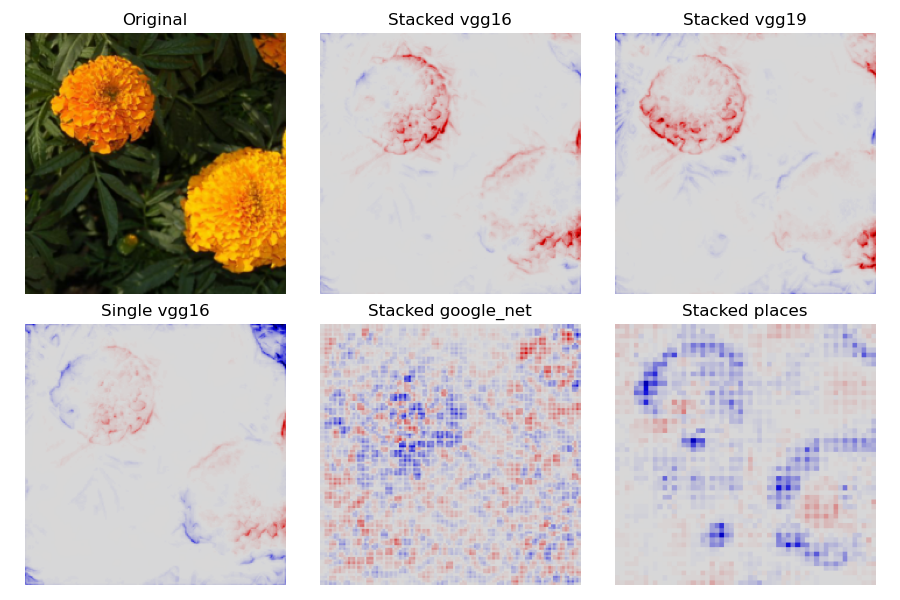 Original
Stacked vgg16
Stacked vgg19
Single vgg16
Stacked google_net
Stacked places